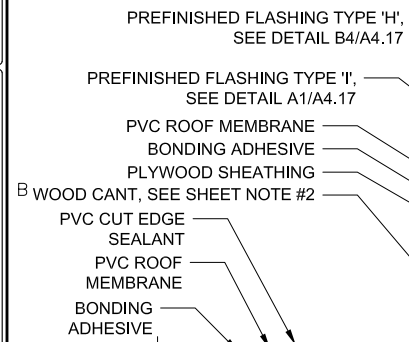 PREFINISHED FLASHING TYPE 'H',
SEE DETAIL B4/A4.17
PREFINISHED FLASHING TYPE 'I',
SEE DETAIL A1/A4.17
PVC ROOF MEMBRANE
BONDING ADHESIVE
PLYWOOD SHEATHING
B WOOD CANT, SEE SHEET NOTE #2
PVC CUT EDGE
SEALANT
PVC ROOF
MEMBRANE
BONDING
ADHESIVE